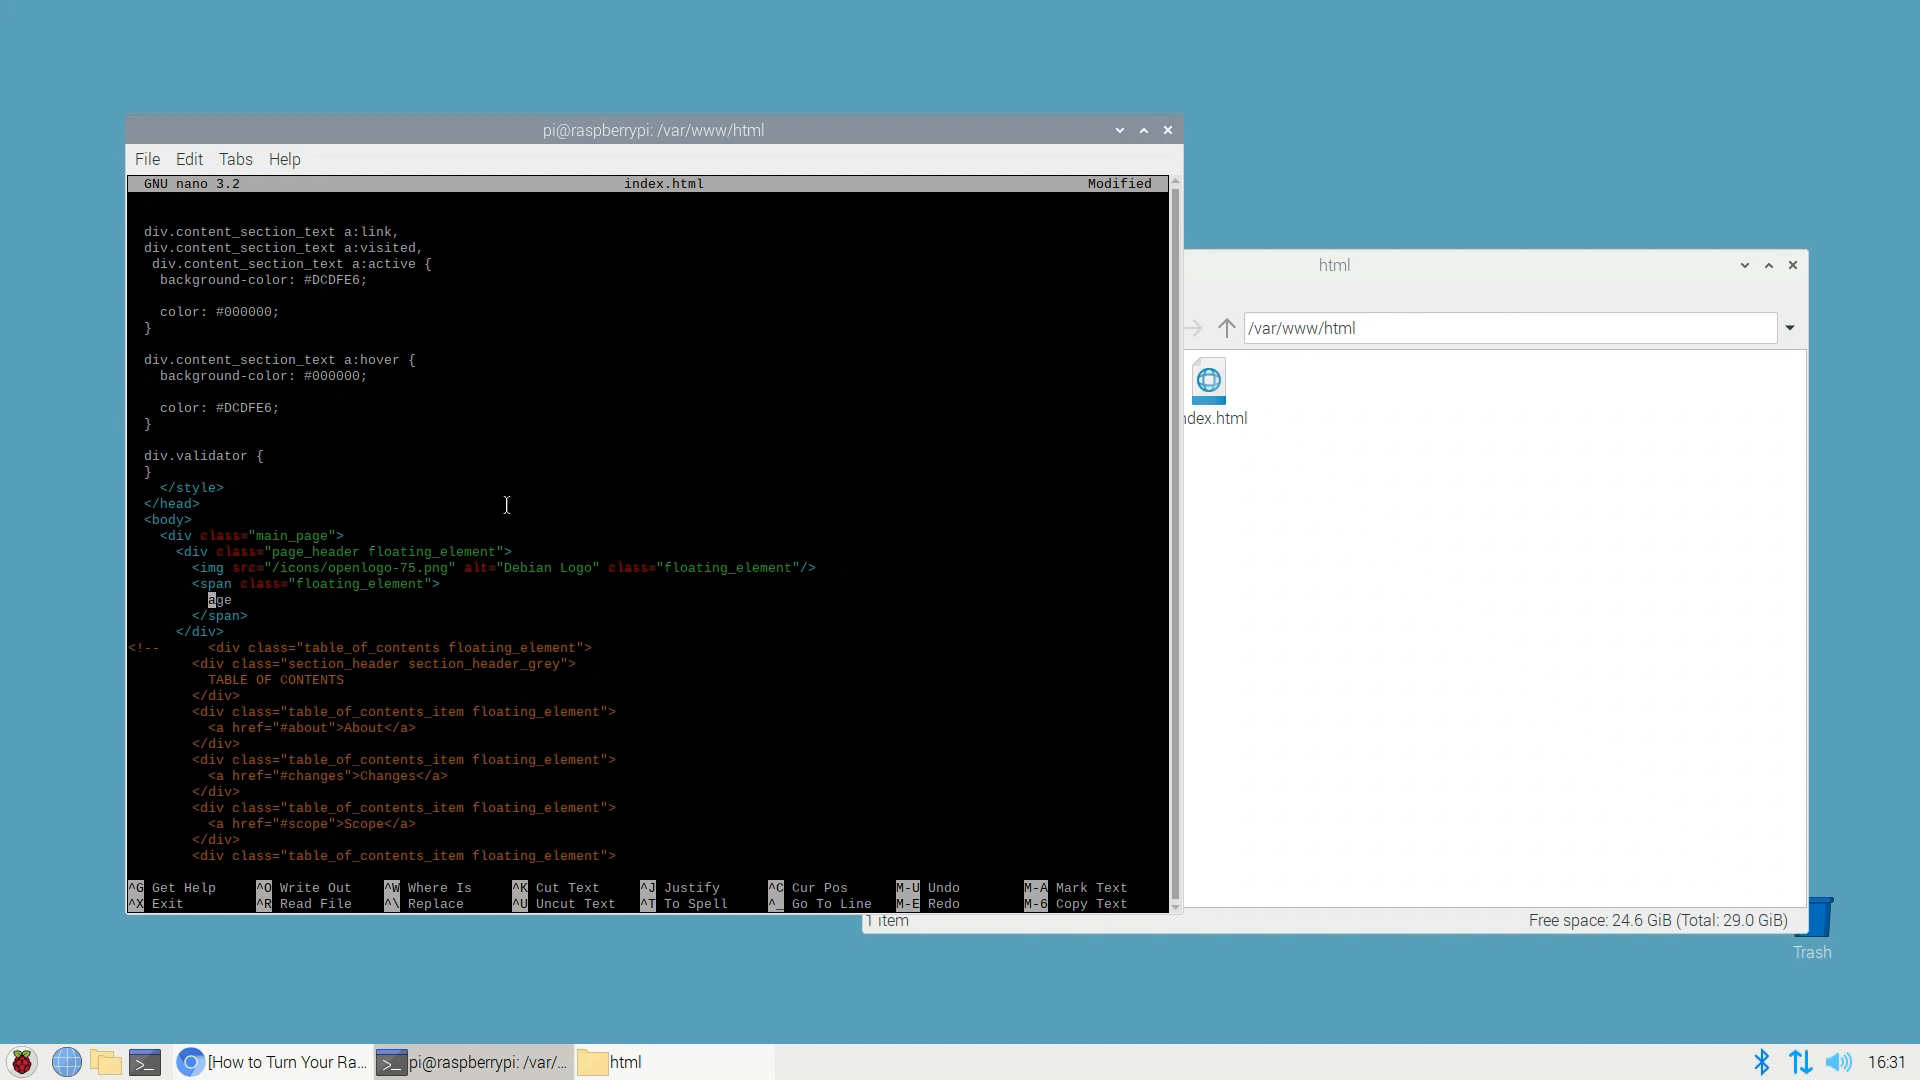 pi@raspberrypi: /var/www/html
File Edit Tabs Help
GNU nano 3.2 index.html Modified
div.content_section_text a:link,
div.content_section_text a:visited,
div.content_section_text a:active {
background-color: #DCDFE6;
color: #000000;
}
div.content_section_text a:hover {
background-color: #000000;
color: #DCDFE6;
}
div.validator {
}
</style>
</head>
<body>
<div class="main_page">
<div class="page_header floating_element">
<img src="/icons/openlogo-75.png" alt="Debian Logo" class="floating_element"/>
<span class="floating_element">
age
</span>
</div>
<!--      <div class="table_of_contents floating_element">
<div class="section_header section_header_grey">
TABLE OF CONTENTS
</div>
<div class="table_of_contents_item floating_element">
<a href="#about">About</a>
</div>
<div class="table_of_contents_item floating_element">
<a href="#changes">Changes</a>
</div>
<div class="table_of_contents_item floating_element">
<a href="#scope">Scope</a>
</div>
<div class="table_of_contents_item floating_element">
^G Get Help ^O Write Out ^W Where Is ^K Cut Text ^J Justify ^C Cur Pos M-U Undo M-A Mark Text
^X Exit ^R Read File ^\ Replace ^U Uncut Text ^T To Spell ^_ Go To Line M-E Redo M-6 Copy Text
html
/var/www/html
ndex.html
1 item Free space: 24.6 GiB (Total: 29.0 GiB)
Trash
[How to Turn Your Ra... pi@raspberrypi: /var/... html 16:31